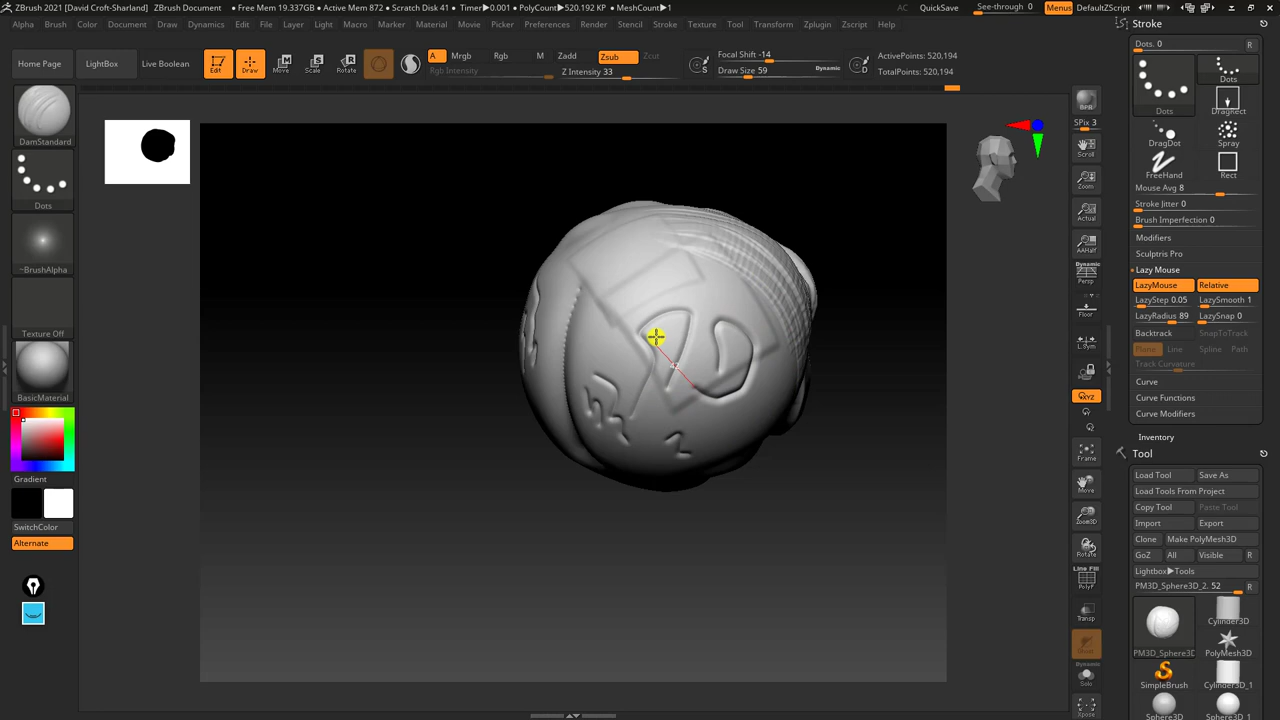 ZBrush 2021 [David Croft-Sharland] ZBrush Document • Free Mem 19.337GB • Active Mem 872 • Scratch Disk 41 • Timer▶0.001 • PolyCount▶520.192 KP • MeshCount▶1 AC QuickSave See-through 0 Menus DefaultZScript
Alpha Brush Color Document Draw Dynamics Edit File Layer Light Macro Marker Material Movie Picker Preferences Render Stencil Stroke Texture Tool Transform Zplugin Zscript Help
Stroke
Home Page LightBox Live Boolean Edit Draw Move Scale Rotate A Mrgb Rgb M Zadd Zsub Zcut Focal Shift -14 ActivePoints: 520,194
Rgb Intensity Z Intensity 33 Draw Size 59 Dynamic TotalPoints: 520,194
S
D
DamStandard
Dots
~BrushAlpha
Texture Off
BasicMaterial
Gradient
SwitchColor
Alternate
42
BPR
SPix 3
Scroll
Zoom
Actual
AAHalf
Dynamic
Persp
Floor
L.Sym
XYZ
Frame
Move
Zoom3D
Rotate
Line Fill
PolyF
Transp
Ghost
Dynamic
Solo
Xpose
Dots. 0 R
Dots Dots
DragRect
DragDot Spray
FreeHand Rect
Mouse Avg 8
Stroke Jitter 0
Brush Imperfection 0
Modifiers
Sculptris Pro
Lazy Mouse
LazyMouse Relative
LazyStep 0.05 LazySmooth 1
LazyRadius 89 LazySnap 0
Backtrack SnapToTrack
Plane Line Spline Path
Track Curvature
Curve
Curve Functions
Curve Modifiers
Inventory
Tool
Load Tool Save As
Load Tools From Project
Copy Tool Paste Tool
Import Export
Clone Make PolyMesh3D
GoZ All Visible R
Lightbox▶Tools
PM3D_Sphere3D_2. 52 R
PM3D_Sphere3D Cylinder3D
PolyMesh3D
SimpleBrush Cylinder3D_1
Sphere3D Sphere3D_1